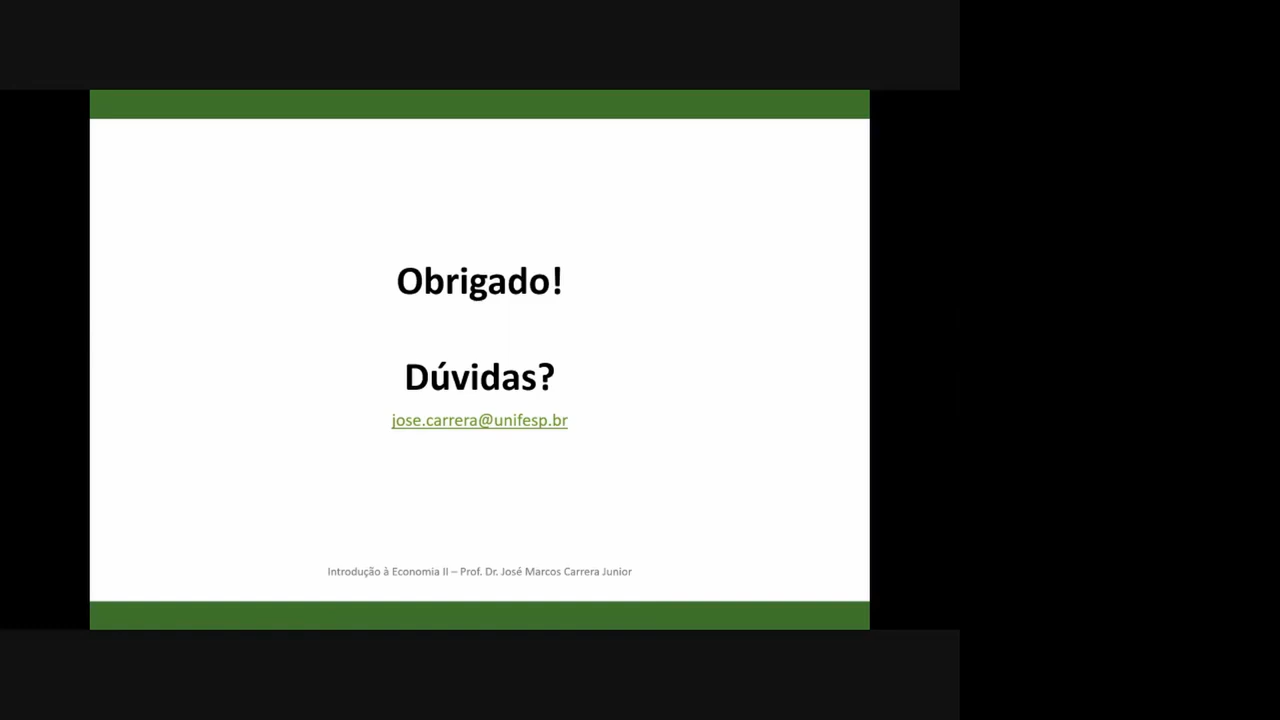 Obrigado!
Dúvidas?
jose.carrera@unifesp.br
Introdução à Economia II – Prof. Dr. José Marcos Carrera Junior